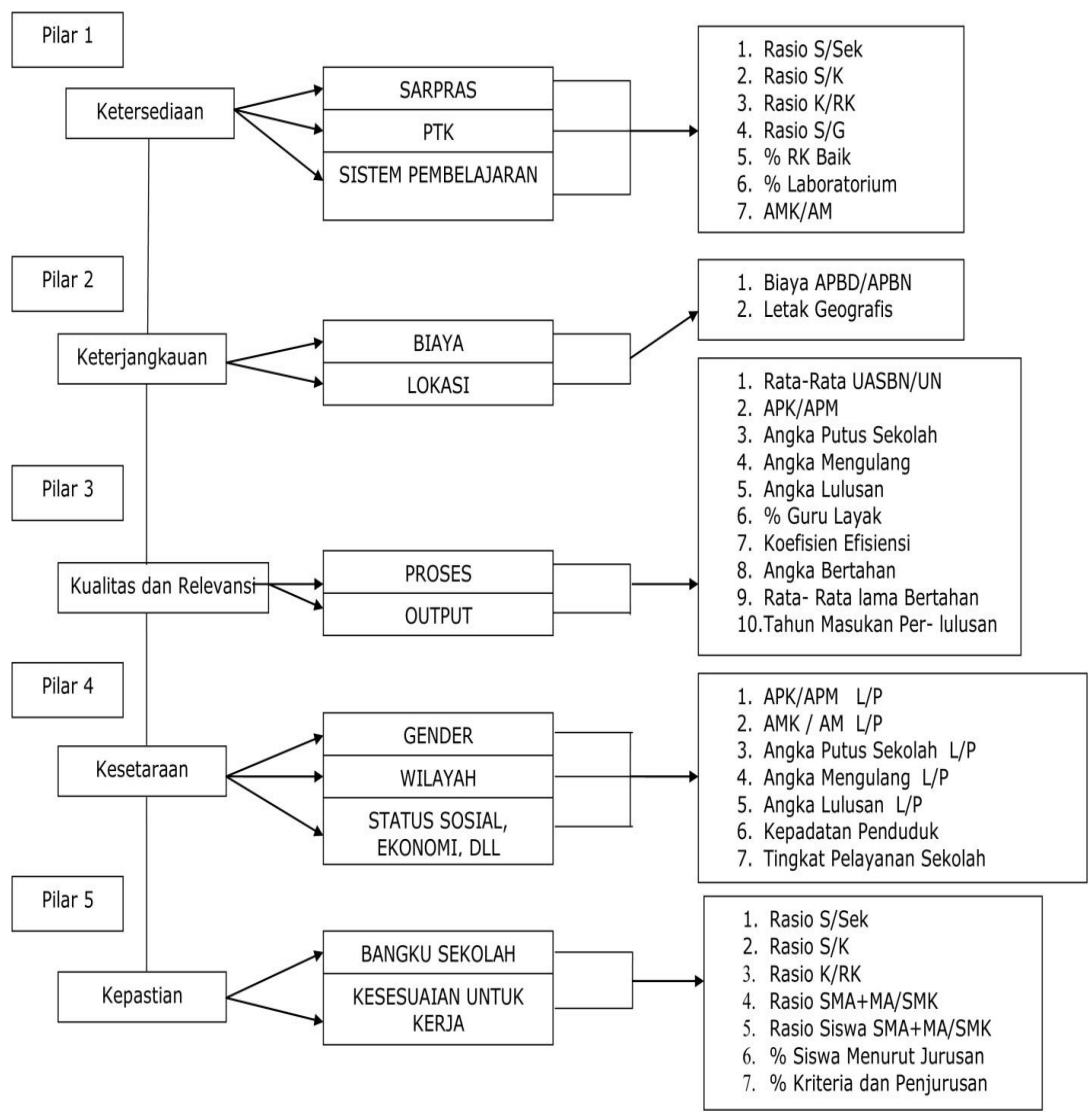 Pilar 1
Ketersediaan
SARPRAS
PTK
SISTEM PEMBELAJARAN
1. Rasio S/Sek
2. Rasio S/K
3. Rasio K/RK
4. Rasio S/G
5. % RK Baik
6. % Laboratorium
7. AMK/AM
Pilar 2
Keterjangkauan
BIAYA
LOKASI
1. Biaya APBD/APBN
2. Letak Geografis
Pilar 3
Kualitas dan Relevansi
PROSES
OUTPUT
1. Rata-Rata UASBN/UN
2. APK/APM
3. Angka Putus Sekolah
4. Angka Mengulang
5. Angka Lulusan
6. % Guru Layak
7. Koefisien Efisiensi
8. Angka Bertahan
9. Rata- Rata lama Bertahan
10.Tahun Masukan Per- lulusan
Pilar 4
Kesetaraan
GENDER
WILAYAH
STATUS SOSIAL,
EKONOMI, DLL
1. APK/APM L/P
2. AMK / AM L/P
3. Angka Putus Sekolah L/P
4. Angka Mengulang L/P
5. Angka Lulusan L/P
6. Kepadatan Penduduk
7. Tingkat Pelayanan Sekolah
Pilar 5
Kepastian
BANGKU SEKOLAH
KESESUAIAN UNTUK
KERJA
1. Rasio S/Sek
2. Rasio S/K
3. Rasio K/RK
4. Rasio SMA+MA/SMK
5. Rasio Siswa SMA+MA/SMK
6. % Siswa Menurut Jurusan
7. % Kriteria dan Penjurusan